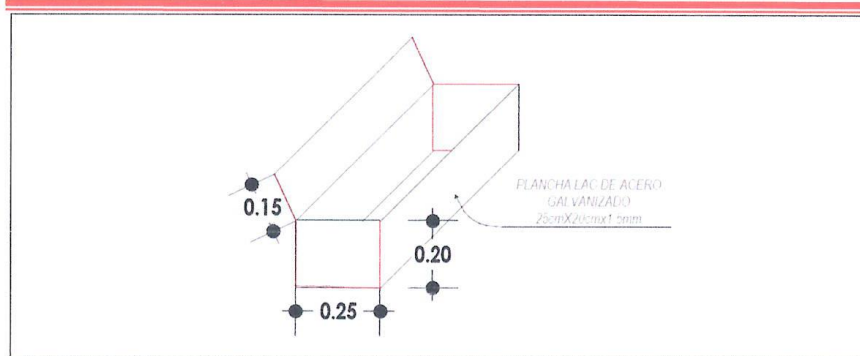 PLANCHA LAC DE ACERO
GALVANIZADO
25cmX20cmx1.5mm
0.15
0.20
0.25